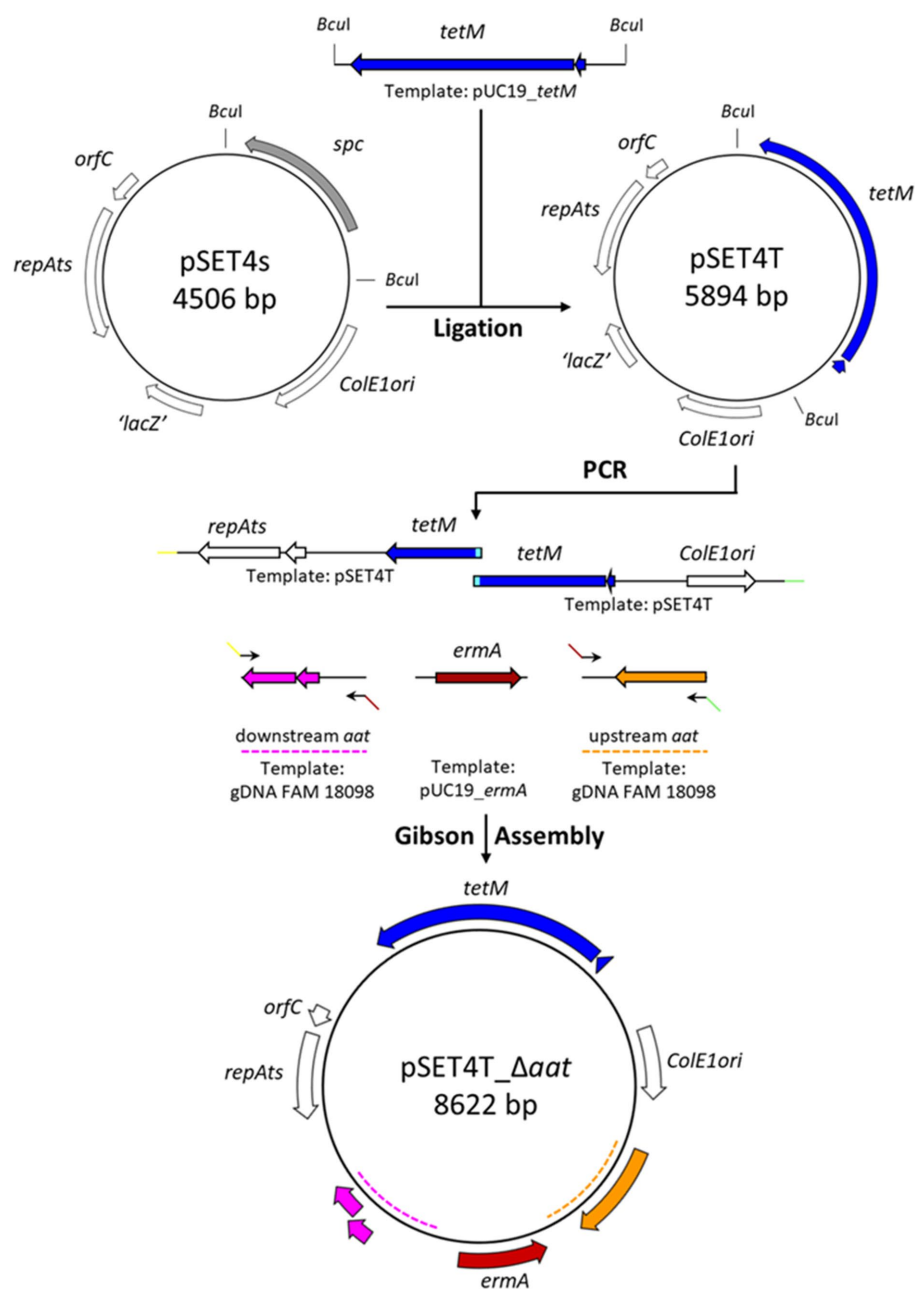 BcuI
tetM
BcuI
Template: pUC19_tetM
BcuI
spc
orfC
repAts
pSET4s
4506 bp
BcuI
ColE1ori
'lacZ'
Ligation
BcuI
orfC
tetM
repAts
pSET4T
5894 bp
'lacZ'
BcuI
ColE1ori
PCR
repAts
tetM
tetM
ColE1ori
Template: pSET4T
Template: pSET4T
ermA
downstream aat
upstream aat
Template:
gDNA FAM 18098
Template:
pUC19_ermA
Template:
gDNA FAM 18098
Gibson Assembly
tetM
orfC
repAts
pSET4T_Δaat
8622 bp
ColE1ori
ermA